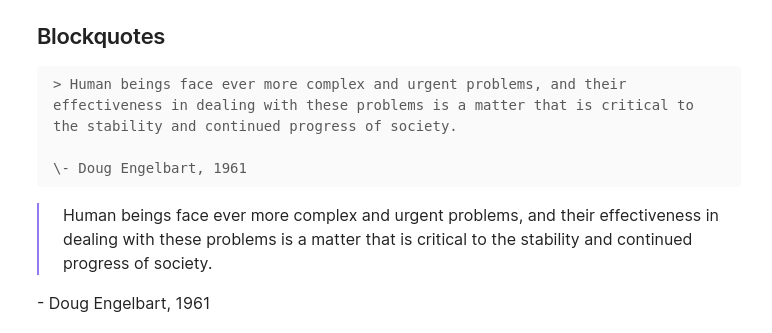 Blockquotes
> Human beings face ever more complex and urgent problems, and their
effectiveness in dealing with these problems is a matter that is critical to
the stability and continued progress of society.
\- Doug Engelbart, 1961
Human beings face ever more complex and urgent problems, and their effectiveness in
dealing with these problems is a matter that is critical to the stability and continued
progress of society.
- Doug Engelbart, 1961